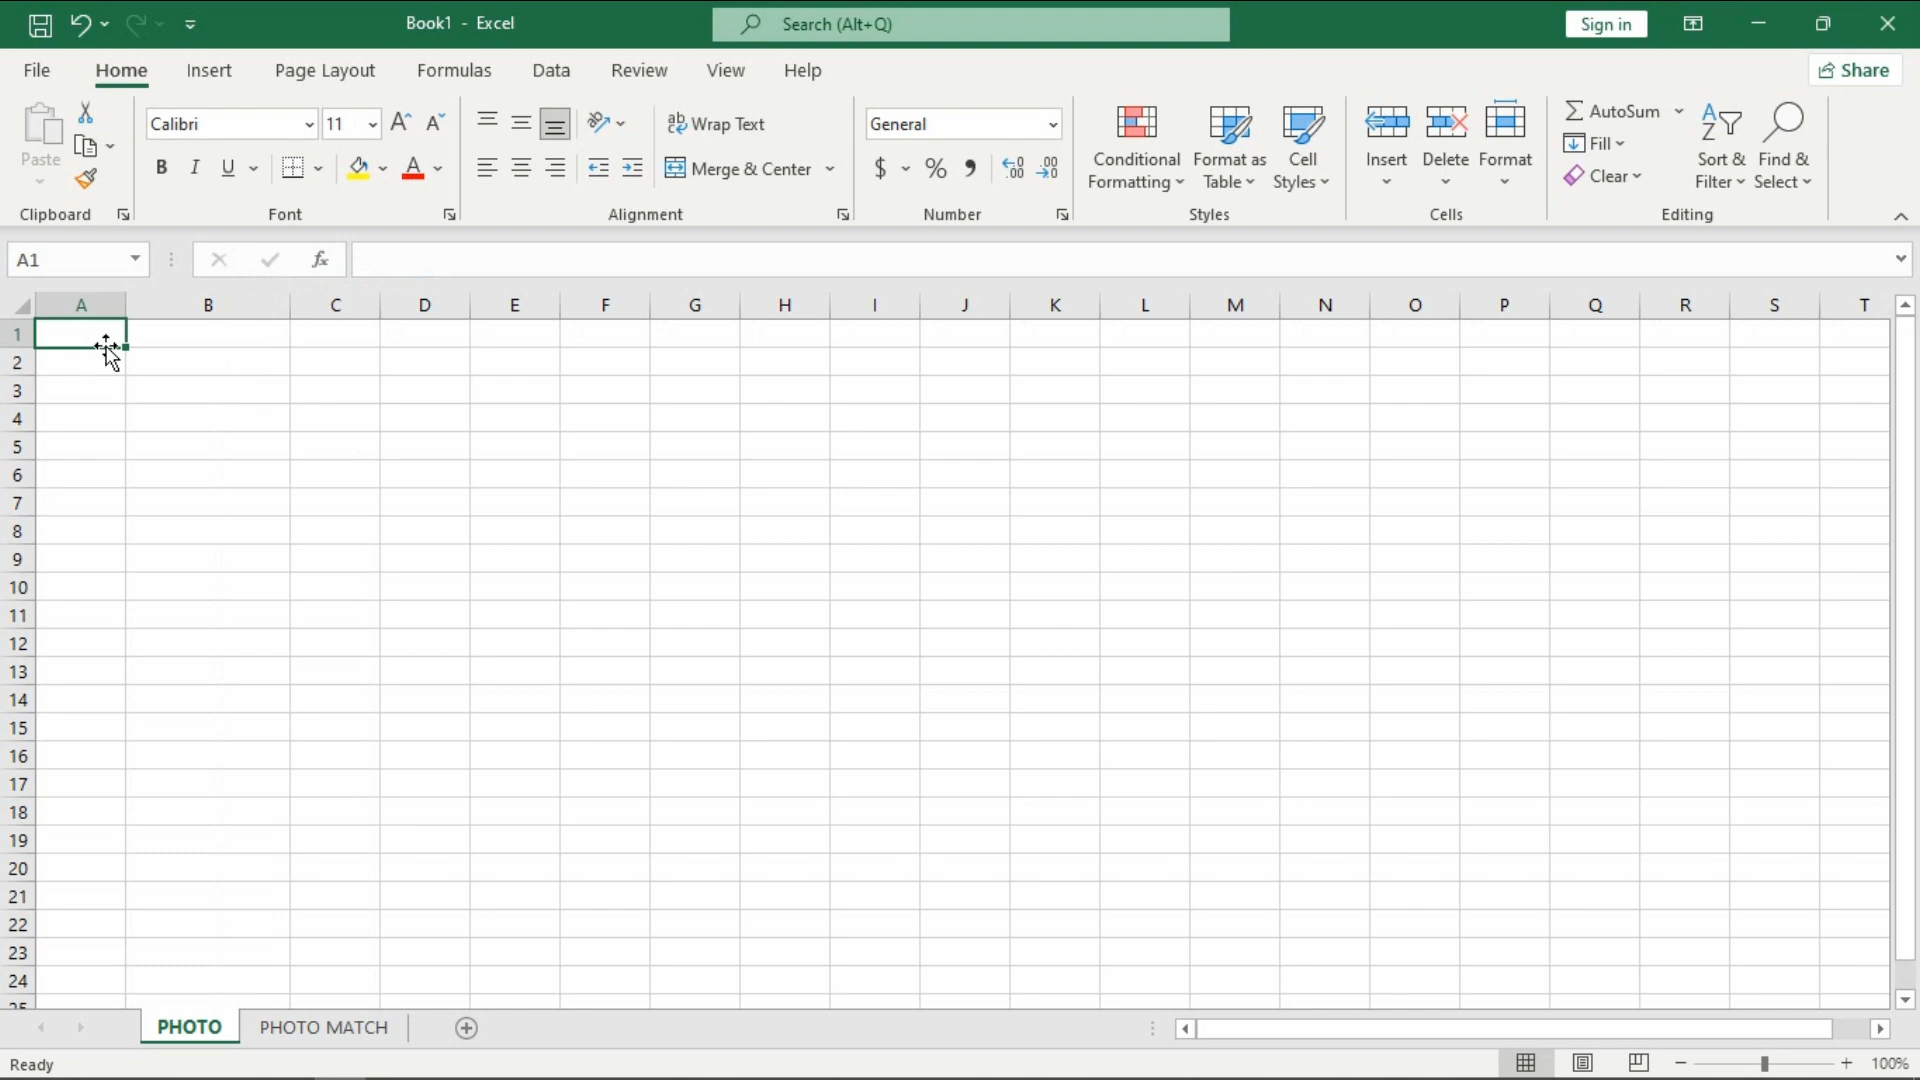 Book1 - Excel
Search (Alt+Q)
Sign in
File Home Insert Page Layout Formulas Data Review View Help
Share
Paste
Clipboard
Calibri 11
B I U
Font
Wrap Text
Merge & Center
Alignment
General
$ %
Number
Conditional Formatting
Format as Table
Cell Styles
Styles
Insert
Delete
Format
Cells
AutoSum
Fill
Clear
Sort & Filter
Find & Select
Editing
A1
fx
A B C D E F G H I J K L M N O P Q R S T
1
2
3
4
5
6
7
8
9
10
11
12
13
14
15
16
17
18
19
20
21
22
23
24
25
PHOTO PHOTO MATCH
Ready
100%